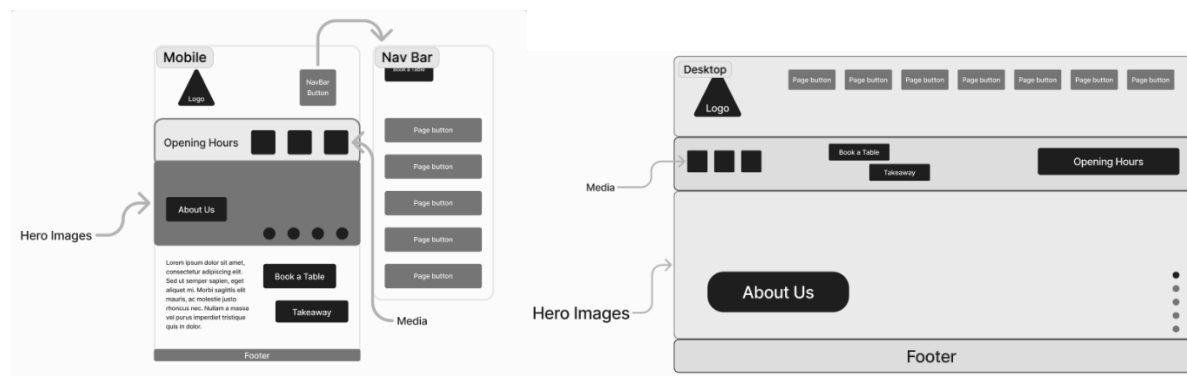 Mobile
Logo
NavBar
Button
Nav Bar
Book a Table
Page button
Page button
Page button
Page button
Page button
Opening Hours
About Us
Hero Images
Lorem ipsum dolor sit amet,
consectetur adipiscing elit.
Sed ut semper sapien, eget
aliquet mi. Morbi sagittis elit
mauris, ac molestie justo
rhoncus nec. Nullam a massa
vel purus imperdiet tristique
quis in dolor.
Book a Table
Takeaway
Media
Footer
Desktop
Logo
Page button
Page button
Page button
Page button
Page button
Page button
Page button
Media
Book a Table
Takeaway
Opening Hours
Hero Images
About Us
Footer